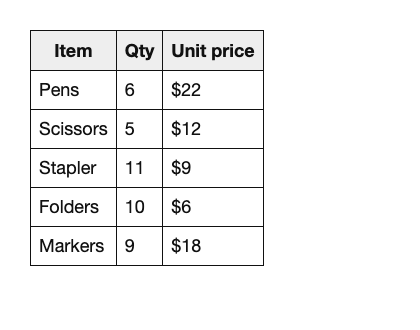 Item Qty Unit price
Pens 6 $22
Scissors 5 $12
Stapler 11 $9
Folders 10 $6
Markers 9 $18